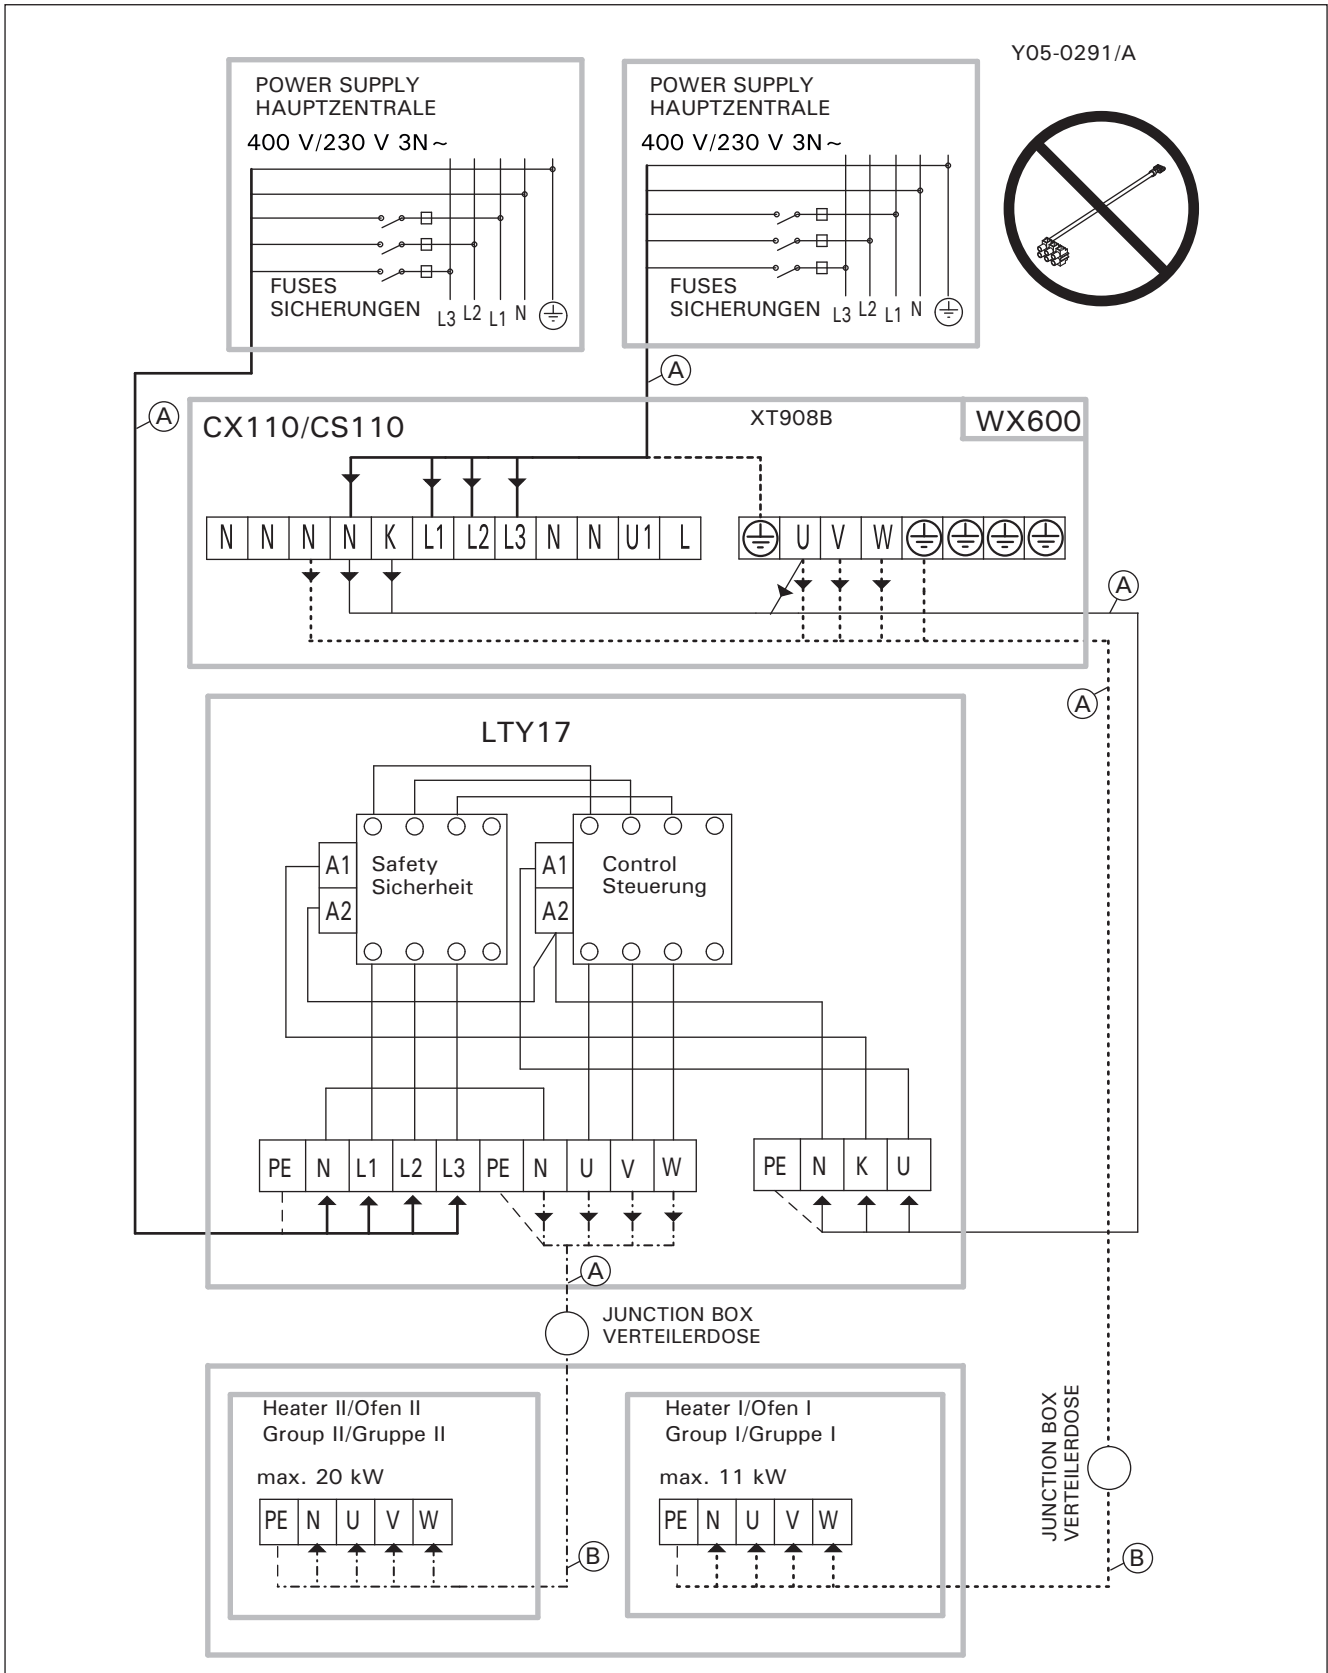 Y05-0291/A
POWER SUPPLY
HAUPTZENTRALE
400 V/230 V 3N~
FUSES
SICHERUNGEN
L3 L2 L1 N
POWER SUPPLY
HAUPTZENTRALE
400 V/230 V 3N~
FUSES
SICHERUNGEN
L3 L2 L1 N
A
A
CX110/CS110
XT908B
WX600
N N N N K L1 L2 L3 N N U1 L
U V W
A
A
LTY17
A1
A2
Safety
Sicherheit
A1
A2
Control
Steuerung
PE N L1 L2 L3 PE N U V W
PE N K U
A
JUNCTION BOX
VERTEILERDOSE
Heater II/Ofen II
Group II/Gruppe II
max. 20 kW
PE N U V W
B
Heater I/Ofen I
Group I/Gruppe I
max. 11 kW
PE N U V W
JUNCTION BOX
VERTEILERDOSE
B